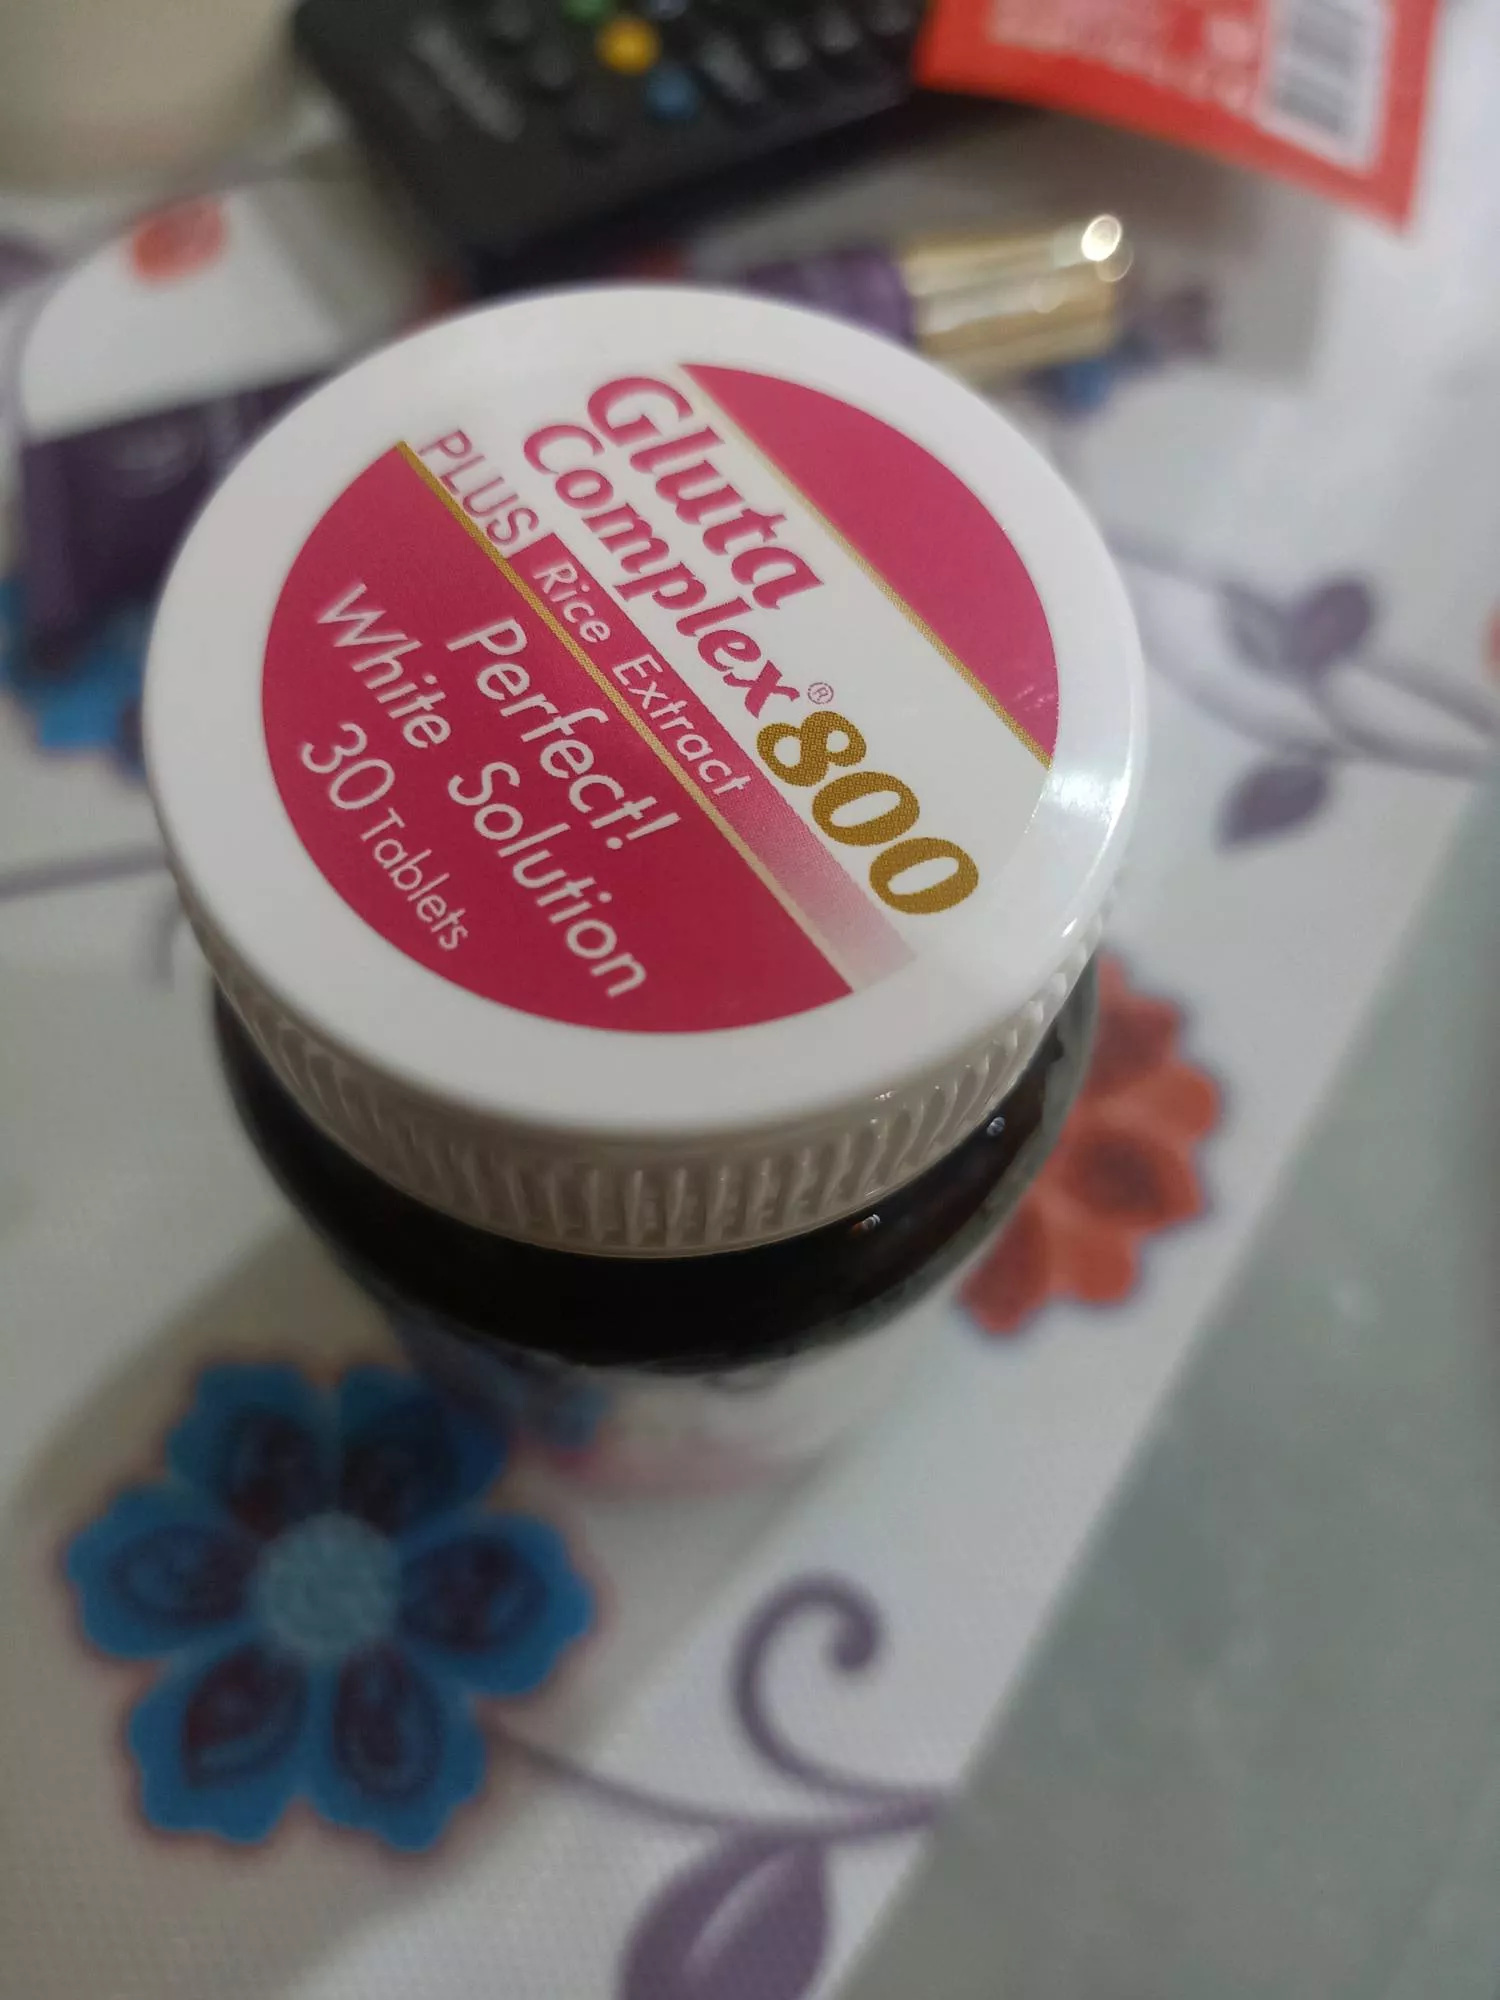 Gluta
Complex® 800
PLUS Rice Extract
Perfect!
White Solution
30 Tablets